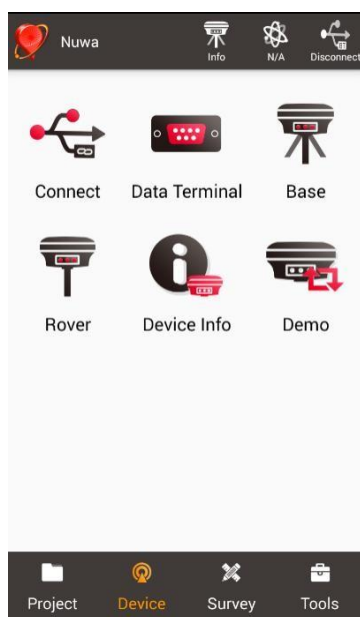 Nuwa
Info
N/A
Disconnect
Connect
Data Terminal
Base
Rover
Device Info
Demo
Project
Device
Survey
Tools